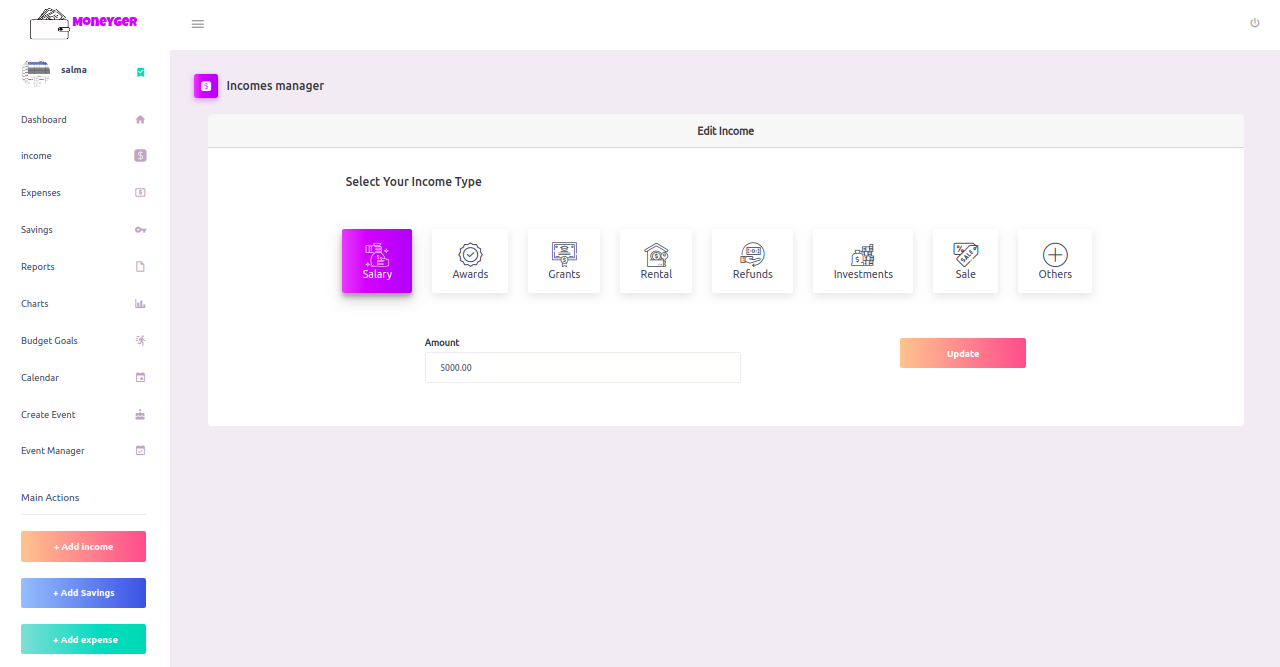 MONEYGER
salma
Dashboard
income
Expenses
Savings
Reports
Charts
Budget Goals
Calendar
Create Event
Event Manager
Main Actions
+ Add income
+ Add Savings
+ Add expense
Incomes manager
Edit Income
Select Your Income Type
Salary Awards Grants Rental Refunds Investments Sale Others
Amount
5000.00
Update